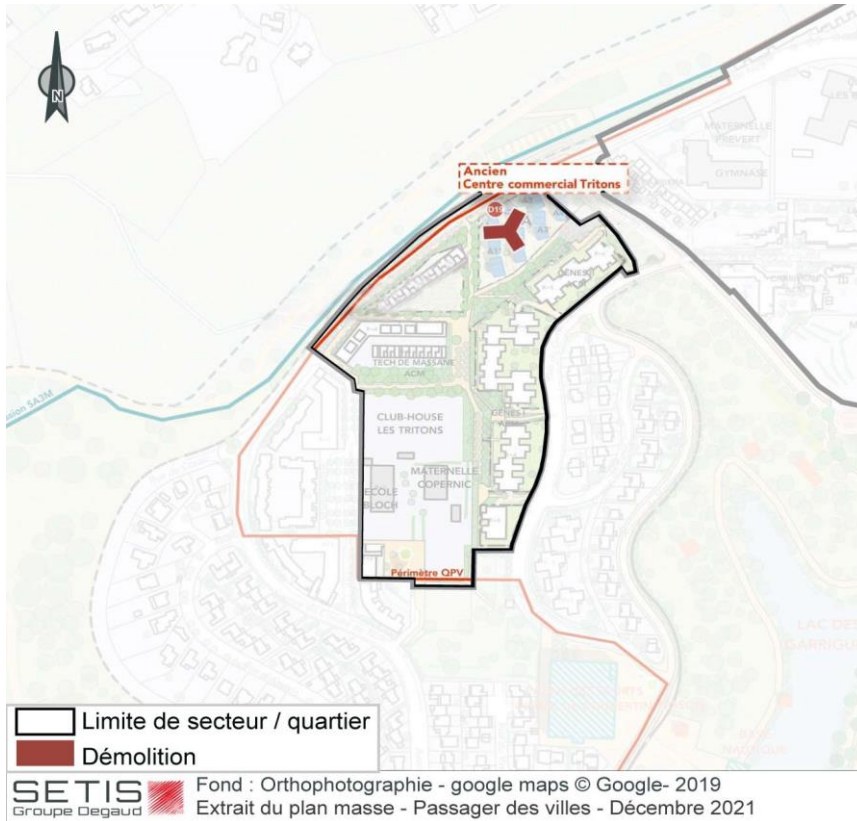 N
MATERNELLE
PREVERT
GYMNASE
Ancien
Centre commercial Tritons
D19
TECH DE MASSANE
ACM
CLUB-HOUSE
LES TRITONS
MATERNELLE
COPERNIC
ECOLE
BLOCH
Périmètre QPV
LAC DES
Limite de secteur / quartier
Démolition
SETIS
Groupe Degaud
Fond : Orthophotographie - google maps © Google- 2019
Extrait du plan masse - Passager des villes - Décembre 2021